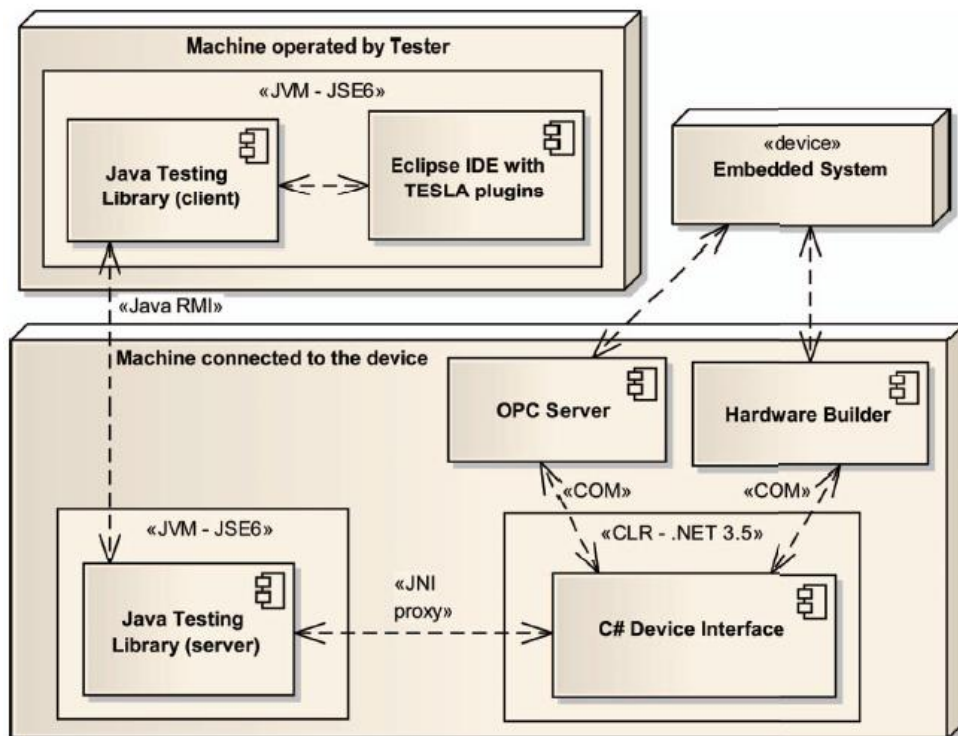 Machine operated by Tester
«JVM - JSE6»
Java Testing
Library (client)
Eclipse IDE with
TESLA plugins
«device»
Embedded System
«Java RMI»
Machine connected to the device
OPC Server
Hardware Builder
«COM»
«COM»
«JVM - JSE6»
«CLR - .NET 3.5»
«JNI
proxy»
Java Testing
Library (server)
C# Device Interface